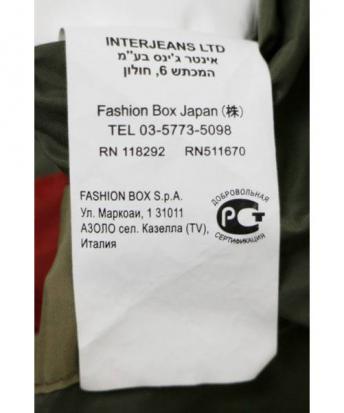 INTERJEANS LTD
אינטר ג'ינס בע"מ
המכתש 6, חולון
Fashion Box Japan (株)
TEL 03-5773-5098
RN 118292 RN511670
FASHION BOX S.p.A.
Ул. Маркоаи, 1 31011
АЗОЛО сел. Казелла (TV),
Италия
ДОБРОВОЛЬНАЯ
РСТ
СЕРТИФИКАЦИЯ